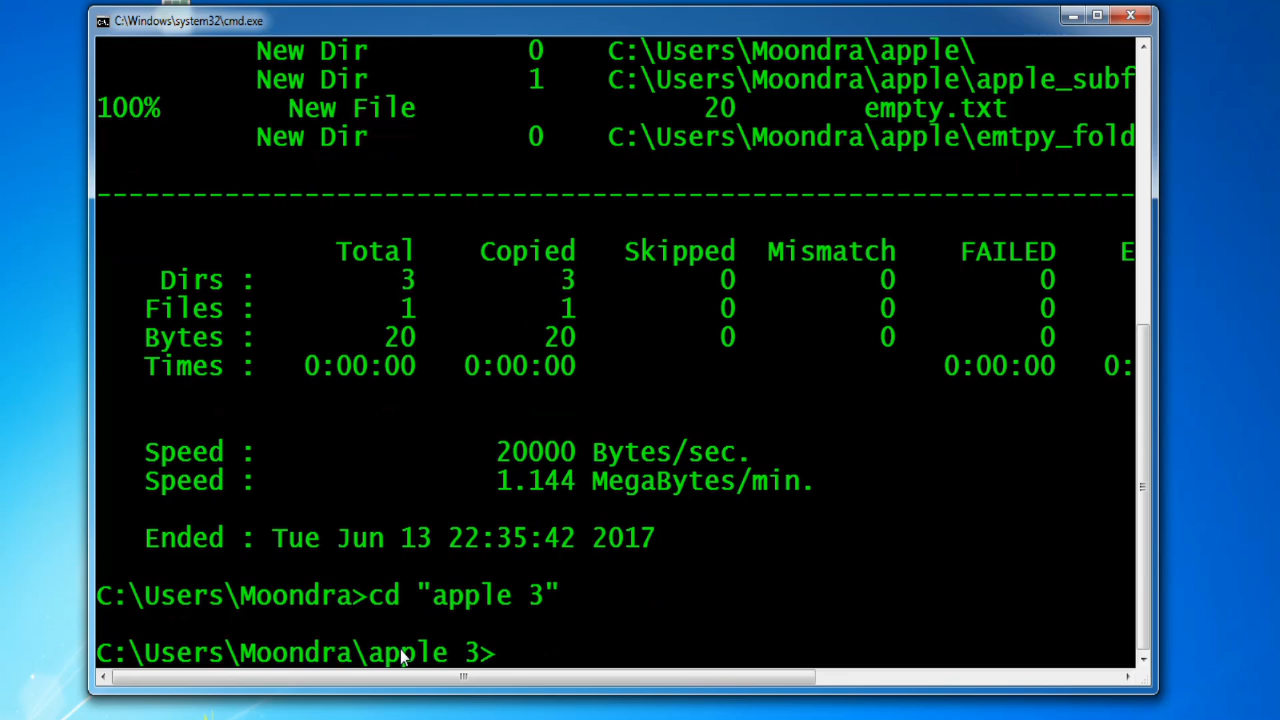 C:\Windows\system32\cmd.exe
New Dir 0 C:\Users\Moondra\apple\
New Dir 1 C:\Users\Moondra\apple\apple_subf
100% New File 20 empty.txt
New Dir 0 C:\Users\Moondra\apple\emtpy_fold
------------------------------------------------------------------
Total Copied Skipped Mismatch FAILED E
Dirs : 3 3 0 0 0
Files : 1 1 0 0 0
Bytes : 20 20 0 0 0
Times : 0:00:00 0:00:00 0:00:00 0:
Speed : 20000 Bytes/sec.
Speed : 1.144 MegaBytes/min.
Ended : Tue Jun 13 22:35:42 2017
C:\Users\Moondra>cd "apple 3"
C:\Users\Moondra\apple 3>